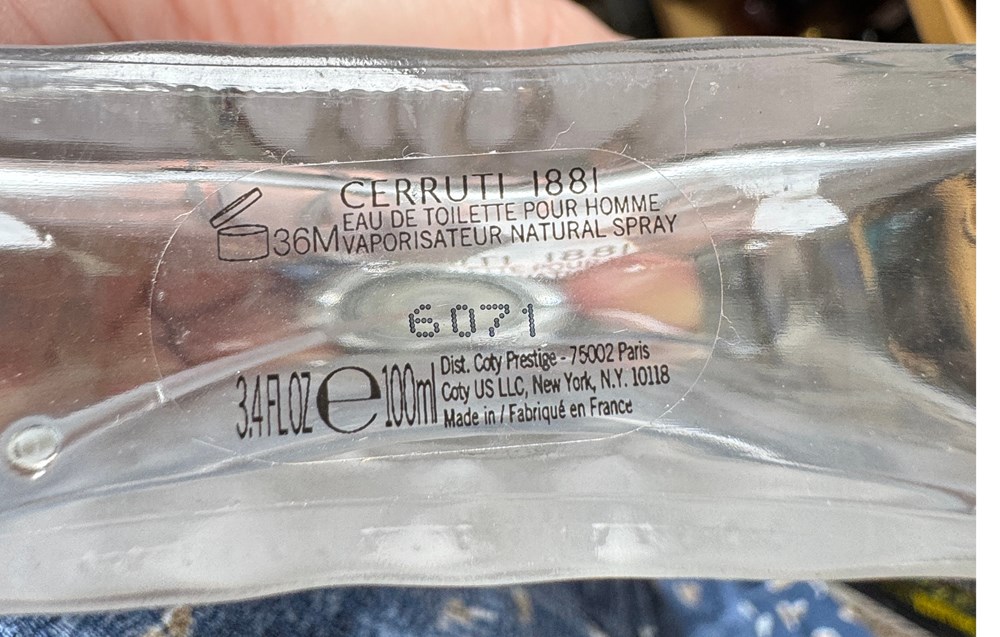 CERRUTI 1881
EAU DE TOILETTE POUR HOMME
36M VAPORISATEUR NATURAL SPRAY
6071
3.4 FL.OZ e 100ml
Dist. Coty Prestige - 75002 Paris
Coty US LLC, New York, N.Y. 10118
Made in / Fabriqué en France